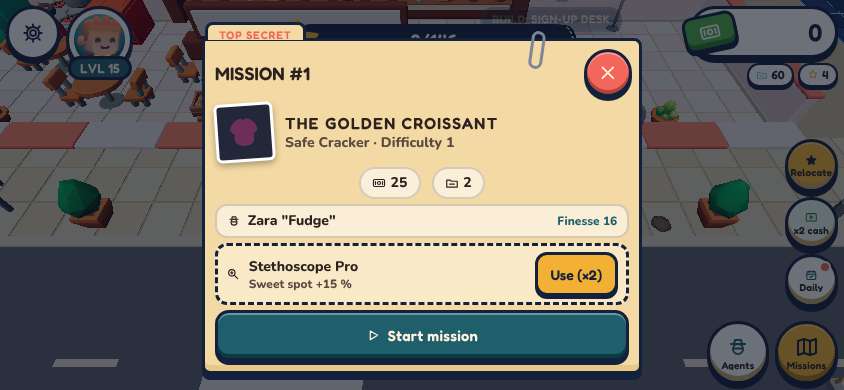 BUILD: SIGN-UP DESK
TOP SECRET
0
LVL 15
MISSION #1
60
4
THE GOLDEN CROISSANT
Safe Cracker · Difficulty 1
25
2
Zara "Fudge"
Finesse 16
Stethoscope Pro
Sweet spot +15 %
Use (x2)
Start mission
Relocate
x2 cash
Daily
Agents
Missions